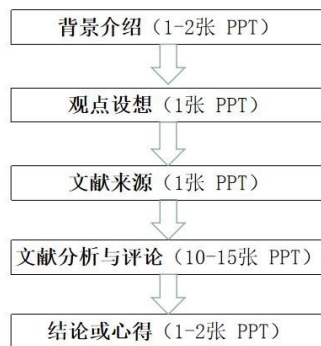 背景介绍（1-2张 PPT）
观点设想（1张 PPT）
文献来源（1张 PPT）
文献分析与评论（10-15张 PPT）
结论或心得（1-2张 PPT）